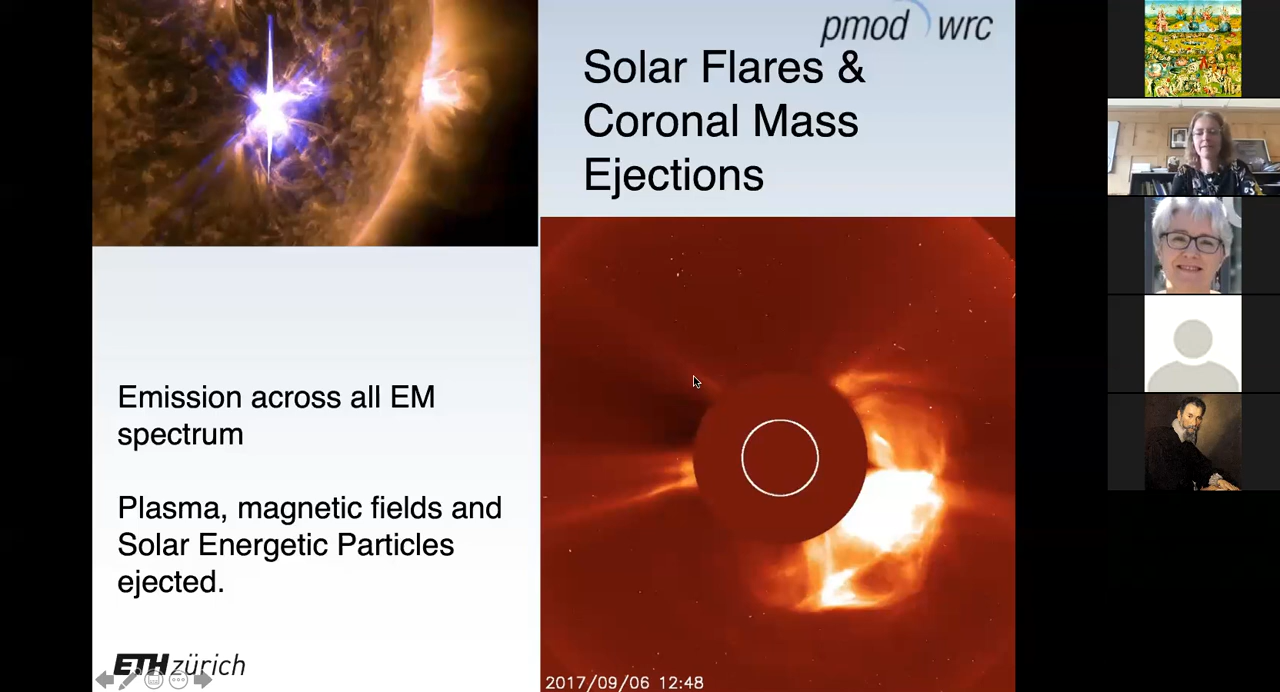 pmod wrc
Solar Flares &
Coronal Mass
Ejections
Emission across all EM
spectrum
Plasma, magnetic fields and
Solar Energetic Particles
ejected.
ETH zürich
2017/09/06 12:48